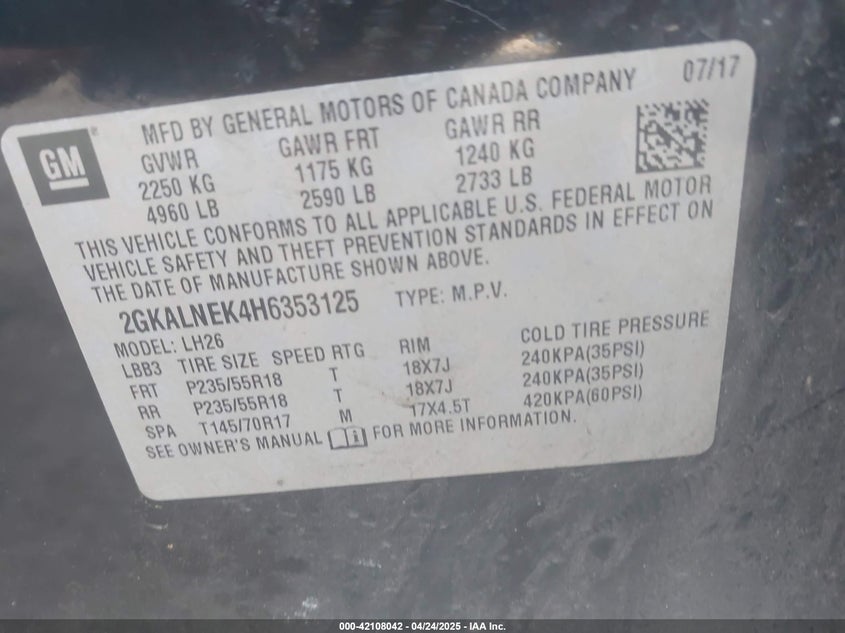 07/17
MFD BY GENERAL MOTORS OF CANADA COMPANY
GM
GVWR GAWR FRT GAWR RR
2250 KG 1175 KG 1240 KG
4960 LB 2590 LB 2733 LB
THIS VEHICLE CONFORMS TO ALL APPLICABLE U.S. FEDERAL MOTOR
VEHICLE SAFETY AND THEFT PREVENTION STANDARDS IN EFFECT ON
THE DATE OF MANUFACTURE SHOWN ABOVE.
2GKALNEK4H6353125 TYPE: M.P.V.
MODEL: LH26
LBB3 TIRE SIZE SPEED RTG RIM COLD TIRE PRESSURE
FRT P235/55R18 T 18X7J 240KPA(35PSI)
RR P235/55R18 T 18X7J 240KPA(35PSI)
SPA T145/70R17 M 17X4.5T 420KPA(60PSI)
SEE OWNER'S MANUAL FOR MORE INFORMATION.
000-42108042 - 04/24/2025 - IAA Inc.